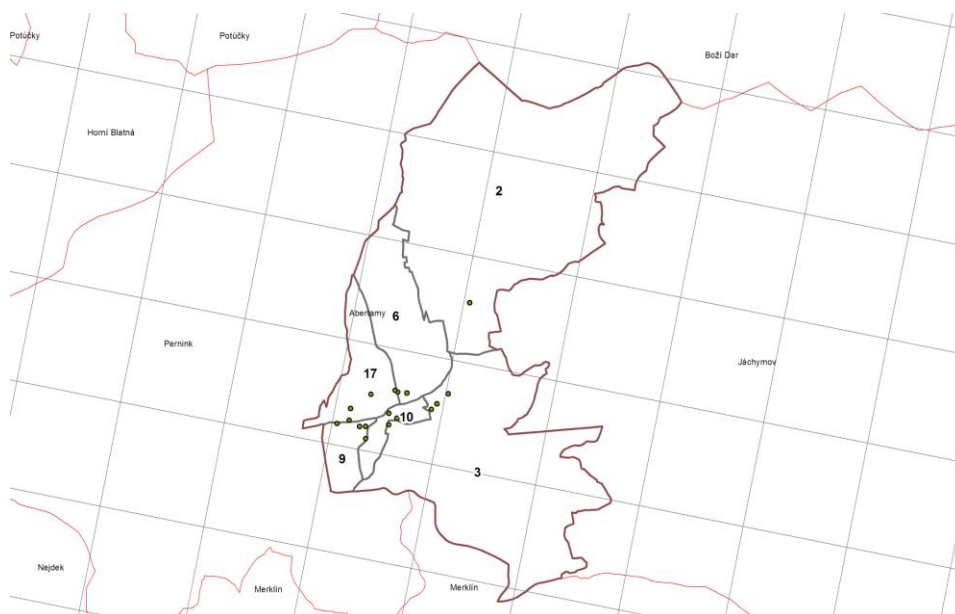 Potůčky
Potůčky
Boží Dar
Horní Blatná
2
Abertamy
6
Pernink
Jáchymov
17
10
9
3
Nejdek
Merklín
Merklín